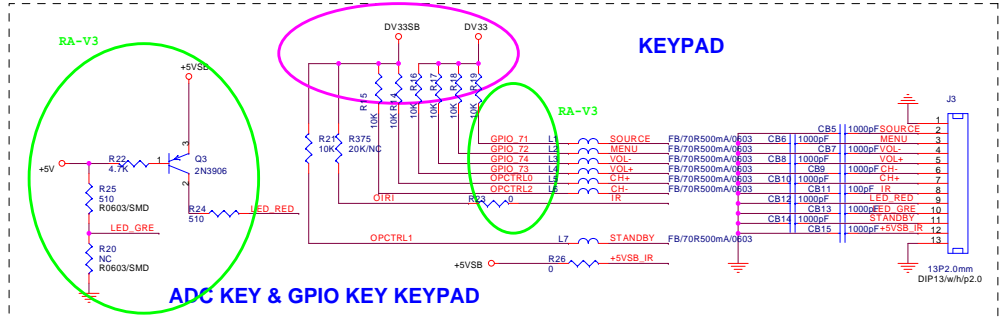 RA-V3
DV33SB
DV33
KEYPAD
+5VSB
R15
10K
R14
10K
R16
10K
R17
10K
R18
10K
R19
10K
RA-V3
J3
R21
10K
R375
20K/NC
GPIO_71 L1 SOURCE FB/70R500mA/0603
GPIO_72 L2 MENU FB/70R500mA/0603
GPIO_74 L3 VOL- FB/70R500mA/0603
GPIO_73 L4 VOL+ FB/70R500mA/0603
OPCTRL0 L5 CH+ FB/70R500mA/0603
OPCTRL2 L6 CH- FB/70R500mA/0603
OIRI R23 0 IR
CB5 1000pF SOURCE 1
CB6 1000pF MENU 2
CB7 1000pF VOL- 3
CB8 1000pF VOL+ 4
CB9 1000pF CH- 5
CB10 1000pF CH+ 6
CB11 100pF IR 7
CB12 1000pF LED_RED 8
CB13 1000pF LED_GRE 9
CB14 1000pF STANDBY 10
CB15 1000pF +5VSB_IR 11
12
13
+5V
R22
4.7K
1
3
2
Q3
2N3906
R25
510
R0603/SMD
R24
510
LED_RED
LED_GRE
R20
NC
R0603/SMD
OPCTRL1 L7 STANDBY FB/70R500mA/0603
+5VSB R26 +5VSB_IR
0
13P2.0mm
DIP13/w/h/p2.0
ADC KEY & GPIO KEY KEYPAD